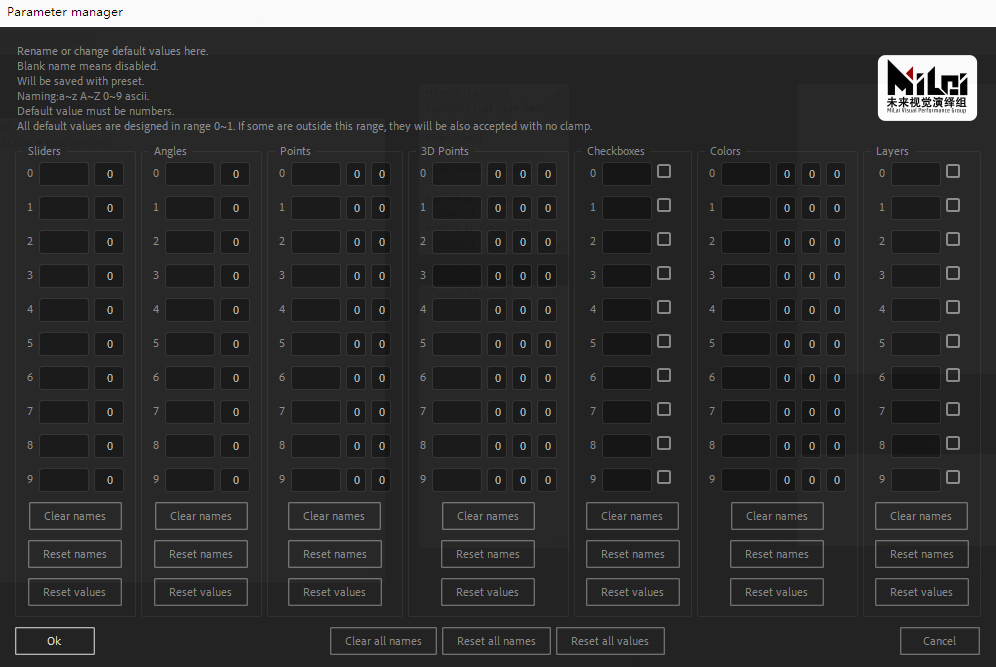 Parameter manager
Rename or change default values here.
Blank name means disabled.
Will be saved with preset.
Naming:a~z A~Z 0~9 ascii.
Default value must be numbers.
All default values are designed in range 0~1. If some are outside this range, they will be also accepted with no clamp.
MiLai
未来视觉演绎组
MiLai Visual Performance Group
Sliders Angles Points 3D Points Checkboxes Colors Layers
0 0 0 0 0 0 0 0 0 0 0 0 0 0 0 0 0
1 0 1 0 1 0 0 1 0 0 0 1 1 0 0 0 1
2 0 2 0 2 0 0 2 0 0 0 2 2 0 0 0 2
3 0 3 0 3 0 0 3 0 0 0 3 3 0 0 0 3
4 0 4 0 4 0 0 4 0 0 0 4 4 0 0 0 4
5 0 5 0 5 0 0 5 0 0 0 5 5 0 0 0 5
6 0 6 0 6 0 0 6 0 0 0 6 6 0 0 0 6
7 0 7 0 7 0 0 7 0 0 0 7 7 0 0 0 7
8 0 8 0 8 0 0 8 0 0 0 8 8 0 0 0 8
9 0 9 0 9 0 0 9 0 0 0 9 9 0 0 0 9
Clear names Clear names Clear names Clear names Clear names Clear names Clear names
Reset names Reset names Reset names Reset names Reset names Reset names Reset names
Reset values Reset values Reset values Reset values Reset values Reset values Reset values
Ok Clear all names Reset all names Reset all values Cancel